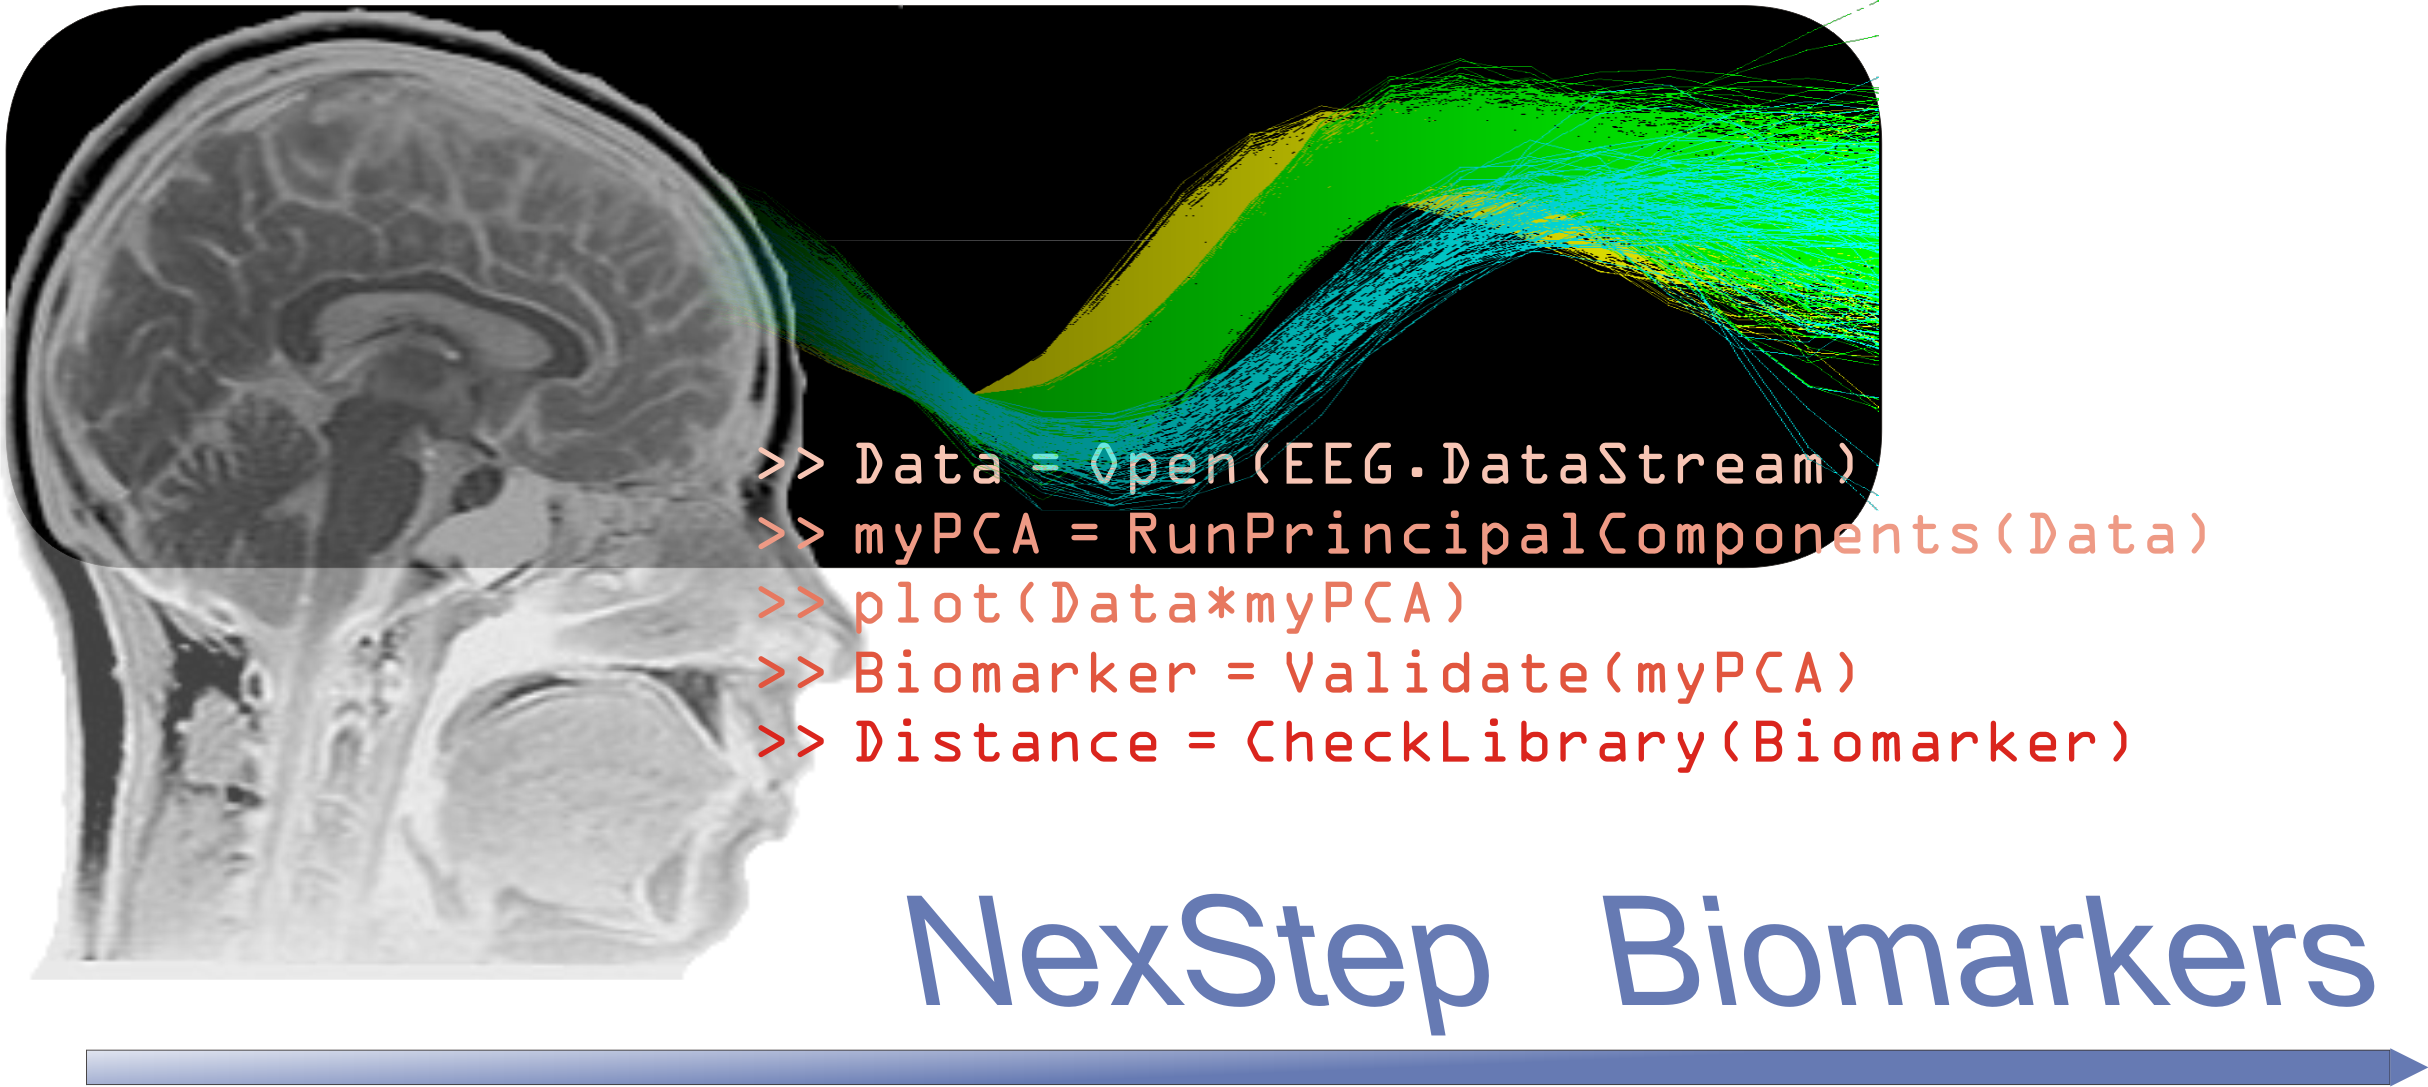 >> Data = Open(EEG.DataStream)
>> myPCA = RunPrincipalComponents(Data)
>> plot(Data*myPCA)
>> Biomarker = Validate(myPCA)
>> Distance = CheckLibrary(Biomarker)
NexStep Biomarkers